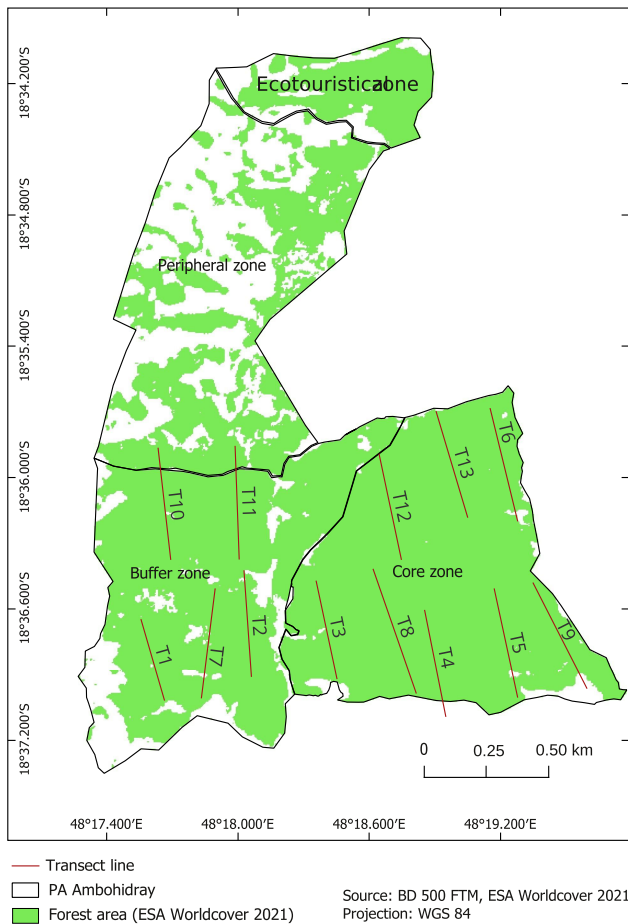 18°34.200'S
18°34.800'S
18°35.400'S
18°36.000'S
18°36.600'S
18°37.200'S
Ecotouristical zone
Peripheral zone
T6
T13
T10
T11
T12
Buffer zone
Core zone
T1
T7
T2
T3
T8
T4
T5
T9
0 0.25 0.50 km
48°17.400'E 48°18.000'E 48°18.600'E 48°19.200'E
Transect line
PA Ambohidray
Forest area (ESA Worldcover 2021)
Source: BD 500 FTM, ESA Worldcover 2021
Projection: WGS 84